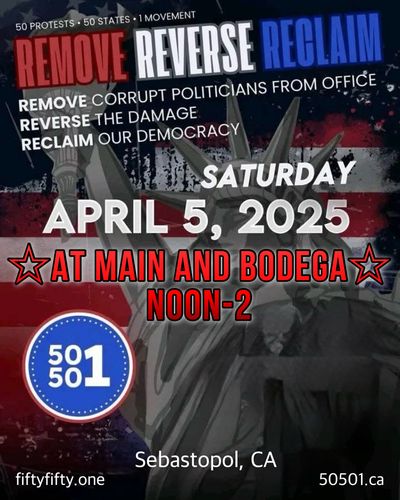 50 PROTESTS • 50 STATES • 1 MOVEMENT
REMOVE REVERSE RECLAIM
REMOVE CORRUPT POLITICIANS FROM OFFICE
REVERSE THE DAMAGE
RECLAIM OUR DEMOCRACY
SATURDAY
APRIL 5, 2025
☆AT MAIN AND BODEGA☆
NOON-2
50
50
1
Sebastopol, CA
fiftyfifty.one
50501.ca